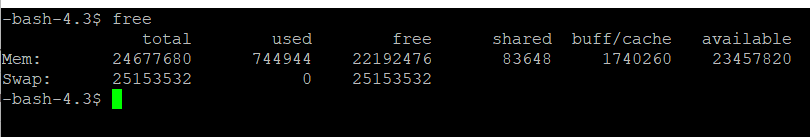 -bash-4.3$ free
              total        used        free      shared  buff/cache   available
Mem:       24677680      744944    22192476       83648     1740260    23457820
Swap:      25153532           0    25153532
-bash-4.3$